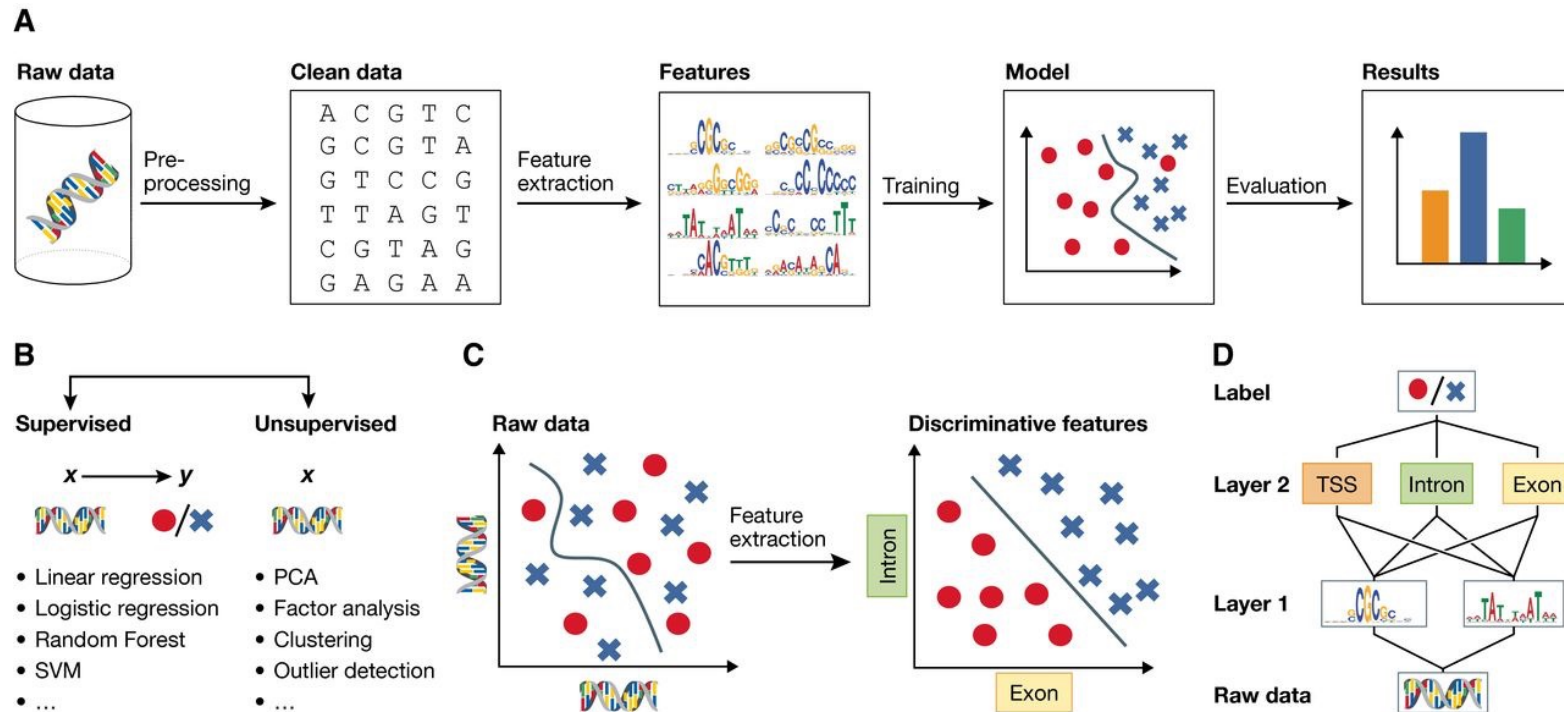 A
Raw data
Clean data
Features
Model
Results
Pre-
processing
A C G T C
G C G T A
G T C C G
T T A G T
C G T A G
G A G A A
Feature
extraction
Training
Evaluation
B
Supervised
Unsupervised
x
y
x
/
• Linear regression
• Logistic regression
• Random Forest
• SVM
• ...
• PCA
• Factor analysis
• Clustering
• Outlier detection
• ...
C
Raw data
Feature
extraction
Discriminative features
Intron
Exon
D
Label
/
Layer 2
TSS
Intron
Exon
Layer 1
Raw data